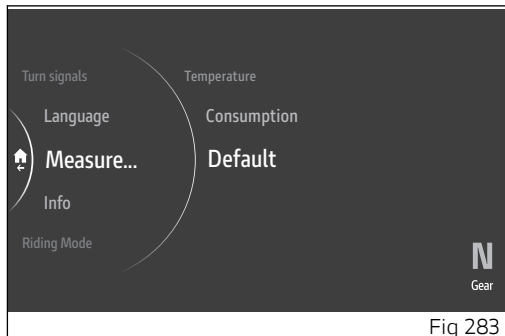 Turn signals
Language
Measure...
Info
Riding Mode
Temperature
Consumption
Default
N
Gear
Fig 283